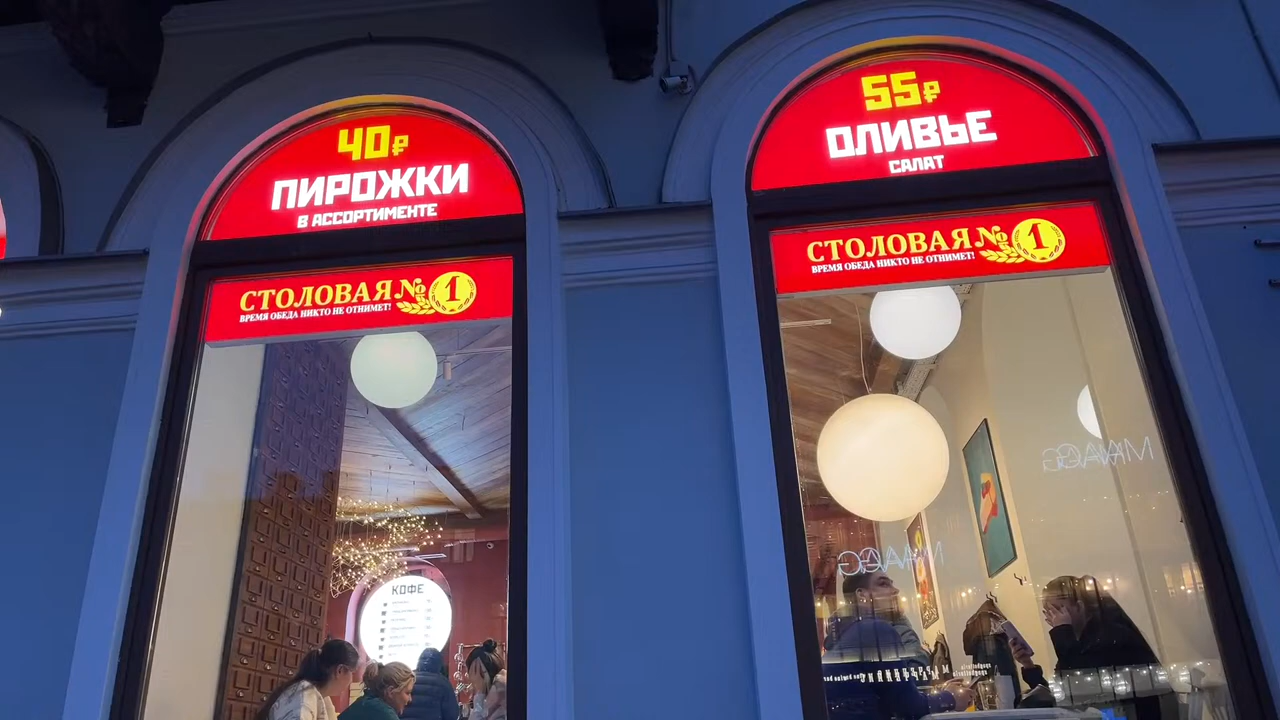 40₽
ПИРОЖКИ
В АССОРТИМЕНТЕ
СТОЛОВАЯ №1
ВРЕМЯ ОБЕДА НИКТО НЕ ОТНИМЕТ!
КОФЕ
55₽
ОЛИВЬЕ
САЛАТ
СТОЛОВАЯ №1
ВРЕМЯ ОБЕДА НИКТО НЕ ОТНИМЕТ!